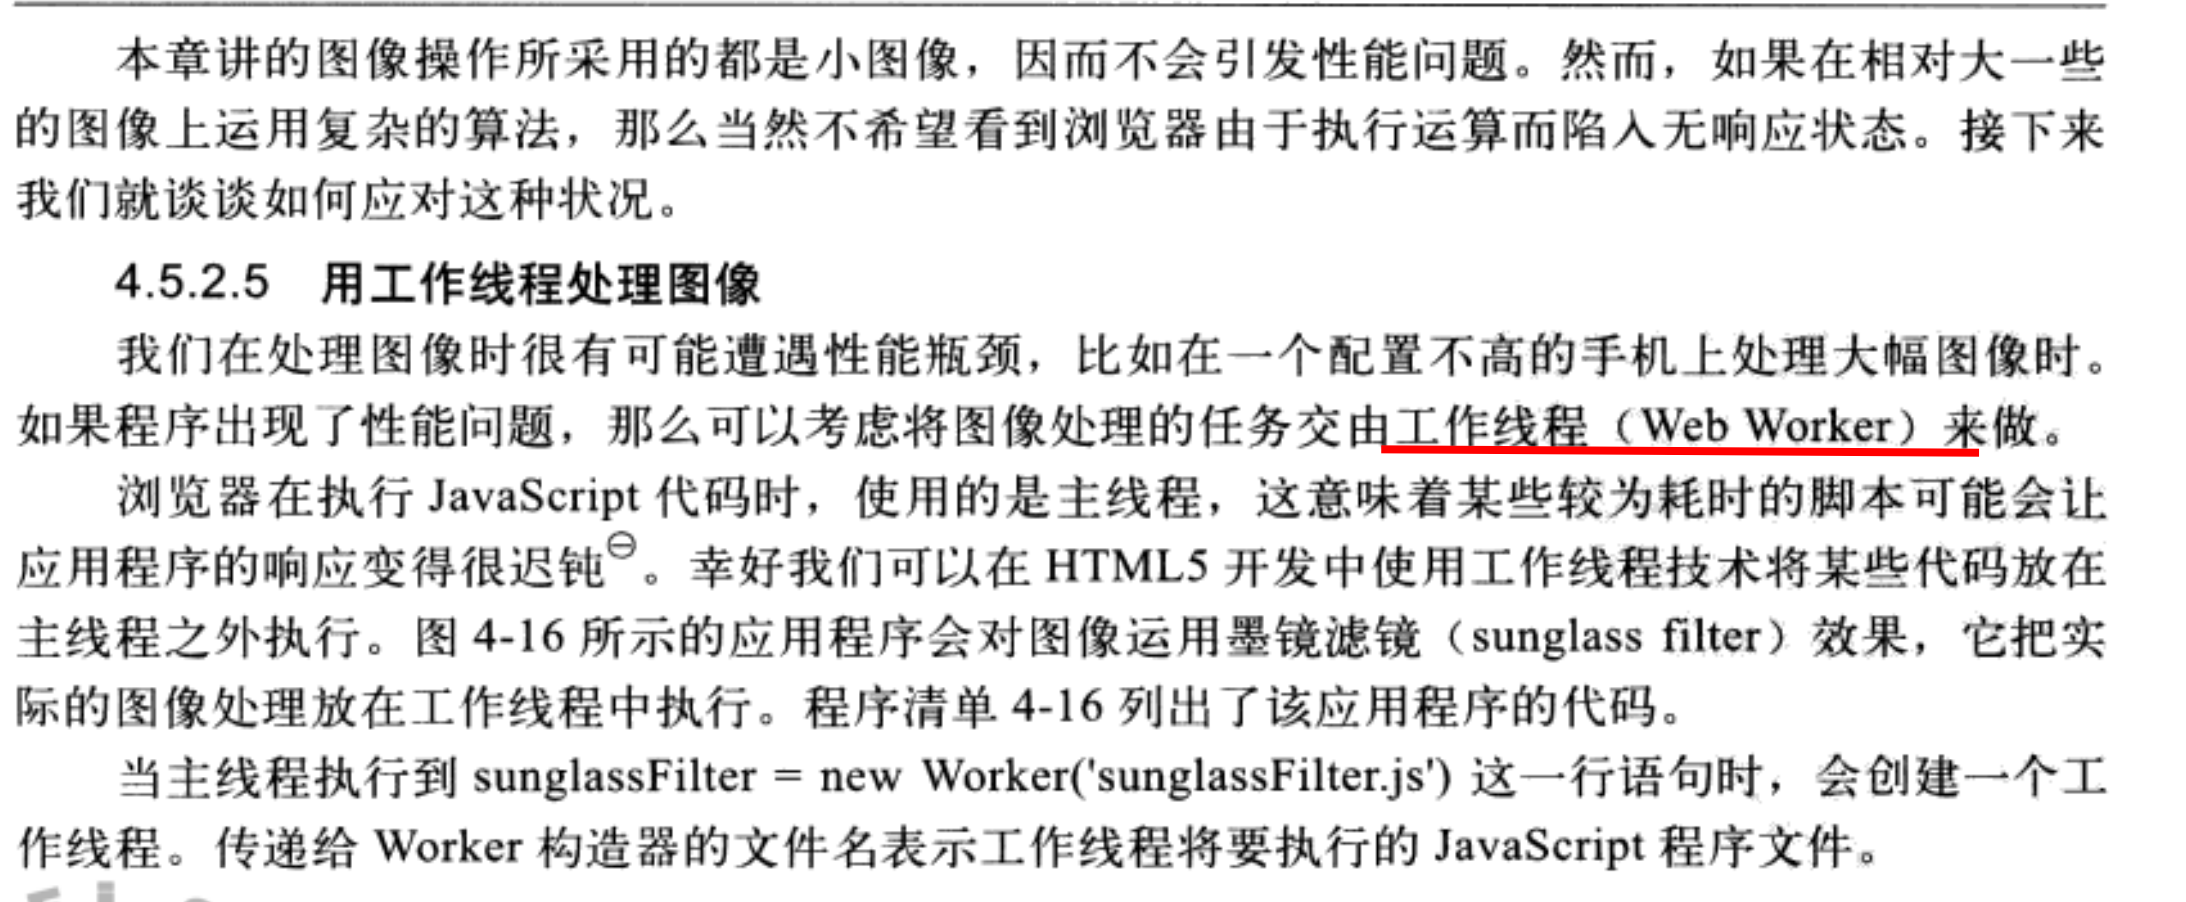 本章讲的图像操作所采用的都是小图像，因而不会引发性能问题。然而，如果在相对大一些
的图像上运用复杂的算法，那么当然不希望看到浏览器由于执行运算而陷入无响应状态。接下来
我们就谈谈如何应对这种状况。
4.5.2.5 用工作线程处理图像
我们在处理图像时很有可能遭遇性能瓶颈，比如在一个配置不高的手机上处理大幅图像时。
如果程序出现了性能问题，那么可以考虑将图像处理的任务交由工作线程（Web Worker）来做。
浏览器在执行 JavaScript 代码时，使用的是主线程，这意味着某些较为耗时的脚本可能会让
应用程序的响应变得很迟钝㊀。幸好我们可以在 HTML5 开发中使用工作线程技术将某些代码放在
主线程之外执行。图 4-16 所示的应用程序会对图像运用墨镜滤镜（sunglass filter）效果，它把实
际的图像处理放在工作线程中执行。程序清单 4-16 列出了该应用程序的代码。
当主线程执行到 sunglassFilter = new Worker('sunglassFilter.js') 这一行语句时，会创建一个工
作线程。传递给 Worker 构造器的文件名表示工作线程将要执行的 JavaScript 程序文件。